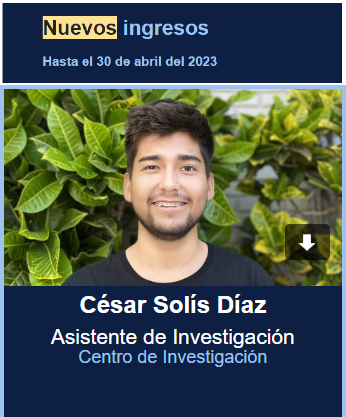 Nuevos ingresos
Hasta el 30 de abril del 2023
César Solís Díaz
Asistente de Investigación
Centro de Investigación